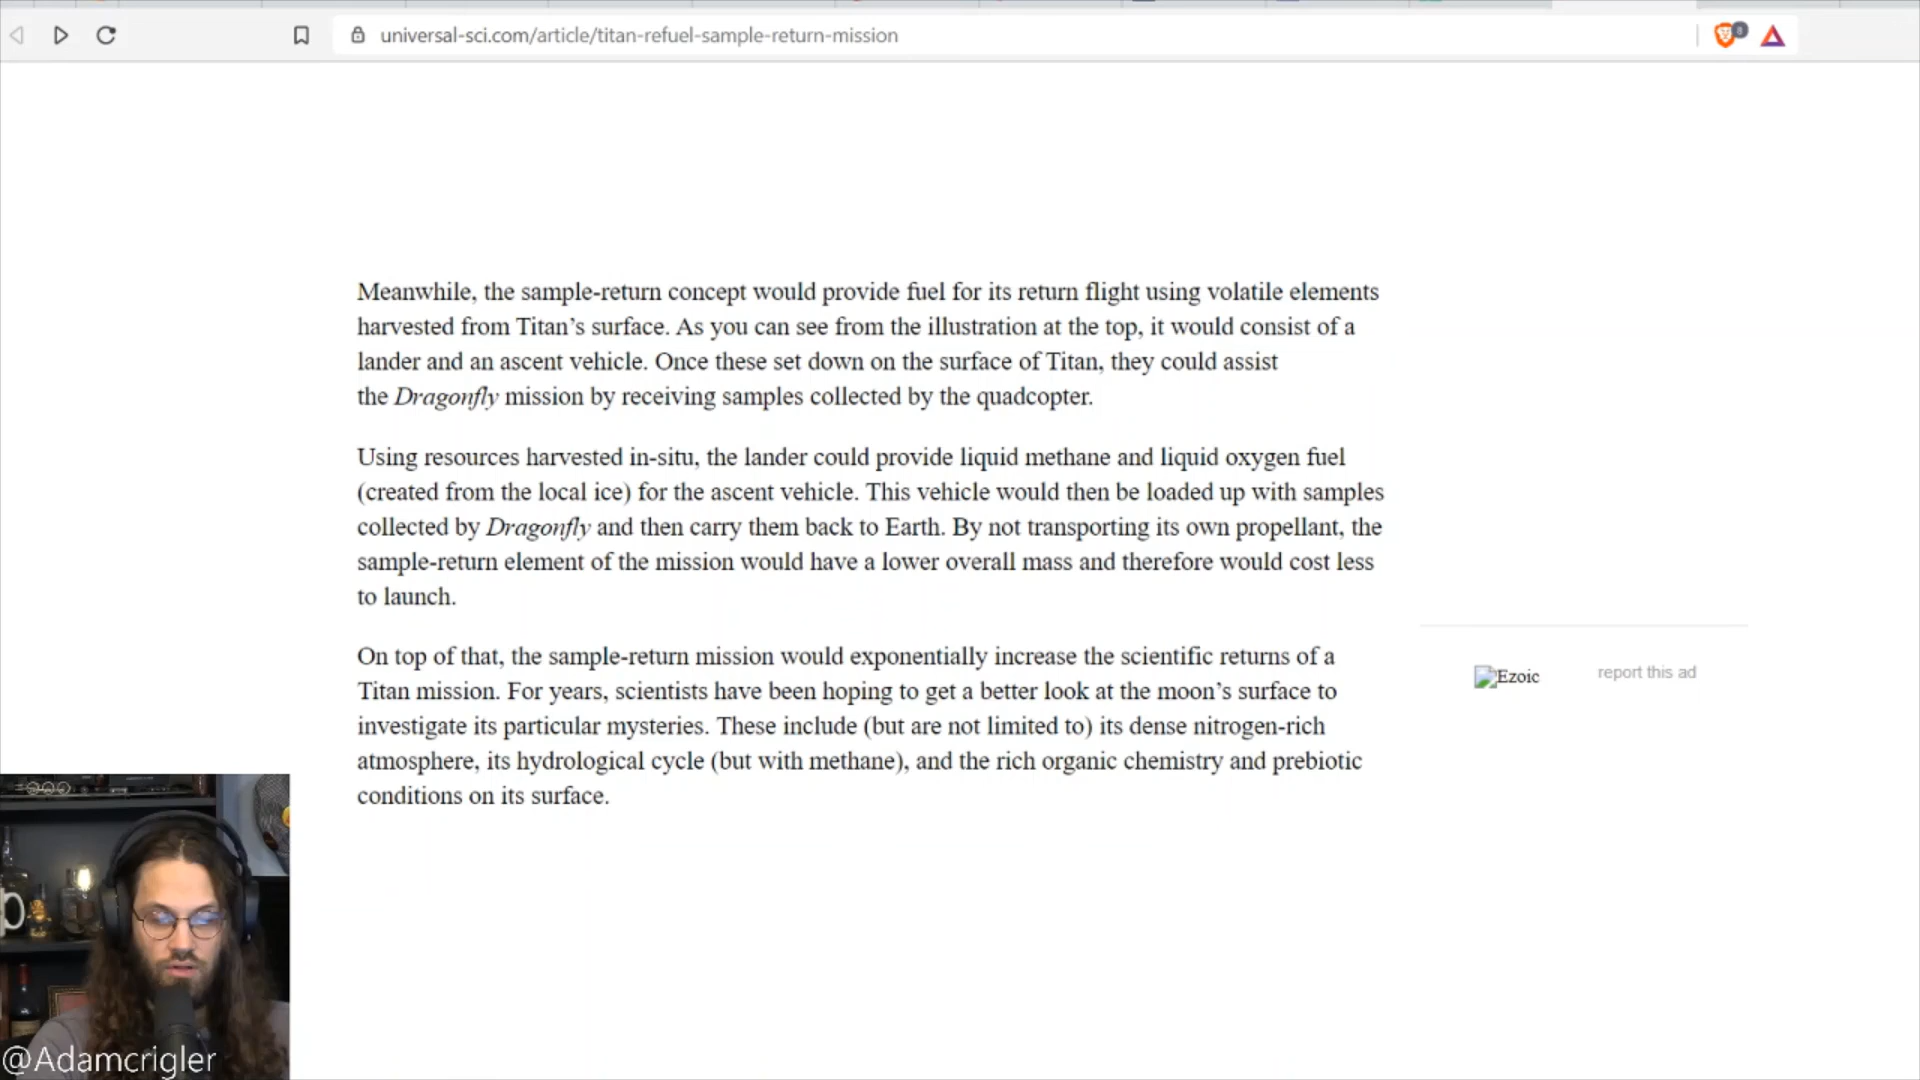 universal-sci.com/article/titan-refuel-sample-return-mission
8
Meanwhile, the sample-return concept would provide fuel for its return flight using volatile elements
harvested from Titan’s surface. As you can see from the illustration at the top, it would consist of a
lander and an ascent vehicle. Once these set down on the surface of Titan, they could assist
the Dragonfly mission by receiving samples collected by the quadcopter.
Using resources harvested in-situ, the lander could provide liquid methane and liquid oxygen fuel
(created from the local ice) for the ascent vehicle. This vehicle would then be loaded up with samples
collected by Dragonfly and then carry them back to Earth. By not transporting its own propellant, the
sample-return element of the mission would have a lower overall mass and therefore would cost less
to launch.
On top of that, the sample-return mission would exponentially increase the scientific returns of a
Titan mission. For years, scientists have been hoping to get a better look at the moon’s surface to
investigate its particular mysteries. These include (but are not limited to) its dense nitrogen-rich
atmosphere, its hydrological cycle (but with methane), and the rich organic chemistry and prebiotic
conditions on its surface.
Ezoic
report this ad
@Adamcrigler